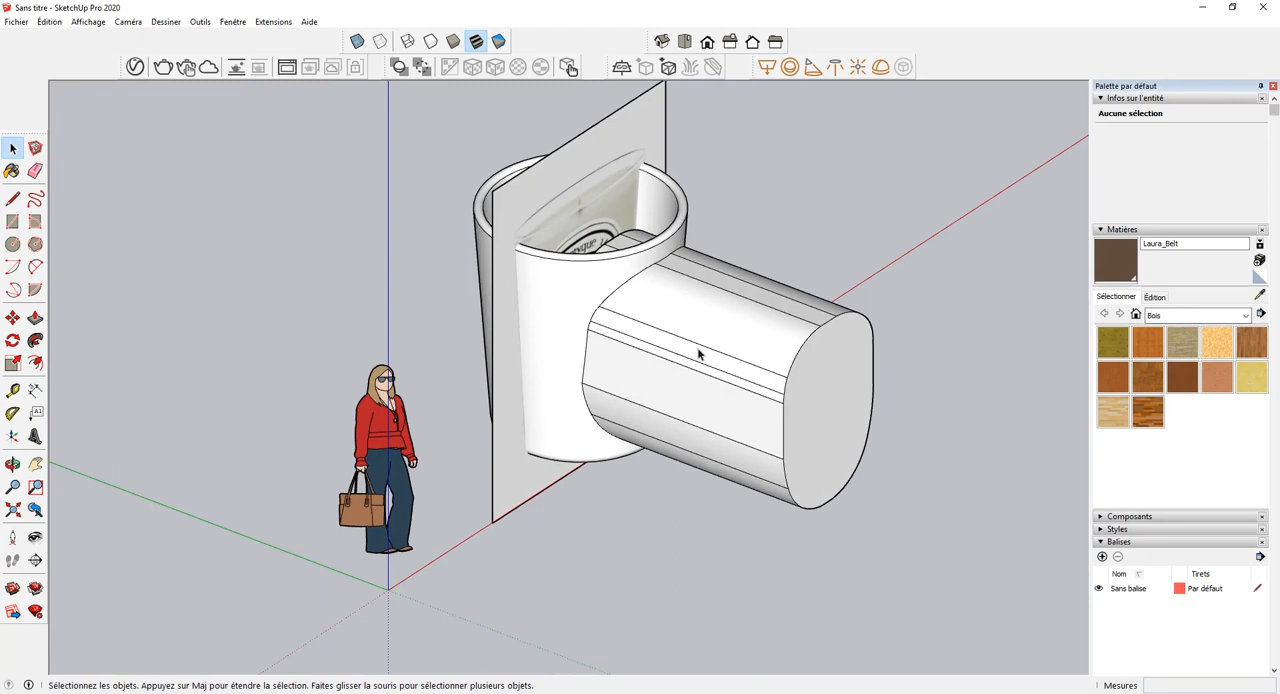 Sans titre - SketchUp Pro 2020
Fichier Édition Affichage Caméra Dessiner Outils Fenêtre Extensions Aide
Palette par défaut
Infos sur l'entité
Aucune sélection
Matières
Laura_Belt
Sélectionner Édition
Bois
Composants
Styles
Balises
Nom Tirets
Sans balise Par défaut
Sélectionnez les objets. Appuyez sur Maj pour étendre la sélection. Faites glisser la souris pour sélectionner plusieurs objets.
Mesures